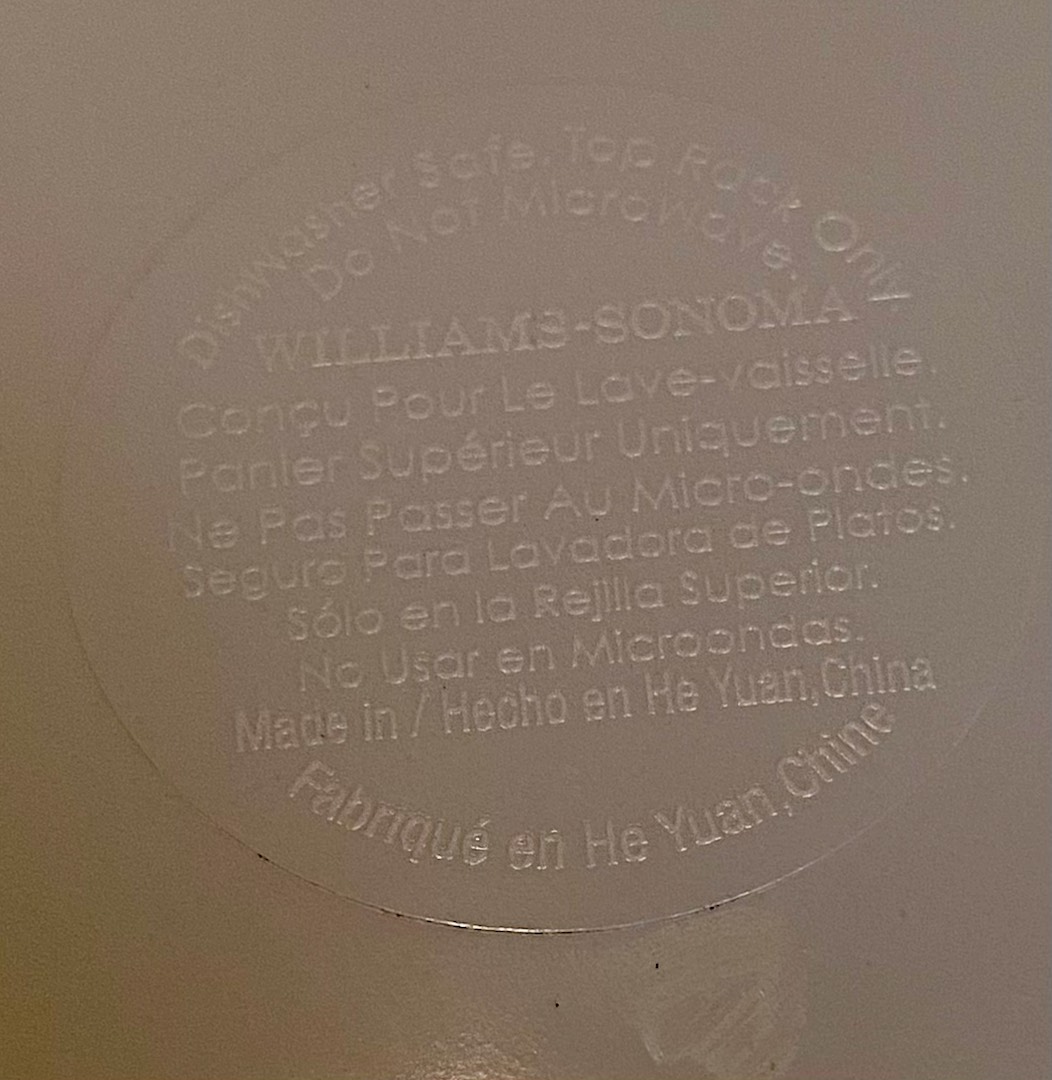 Dishwasher Safe. Top Rack Only.
Do Not MicroWave.
WILLIAMS-SONOMA
Conçu Pour Le Lave-vaisselle.
Panier Supérieur Uniquement.
Ne Pas Passer Au Micro-ondes.
Seguro Para Lavadora de Platos.
Sólo en la Rejilla Superior.
No Usar en Microondas.
Made in / Hecho en He Yuan,China
Fabriqué en He Yuan,Chine